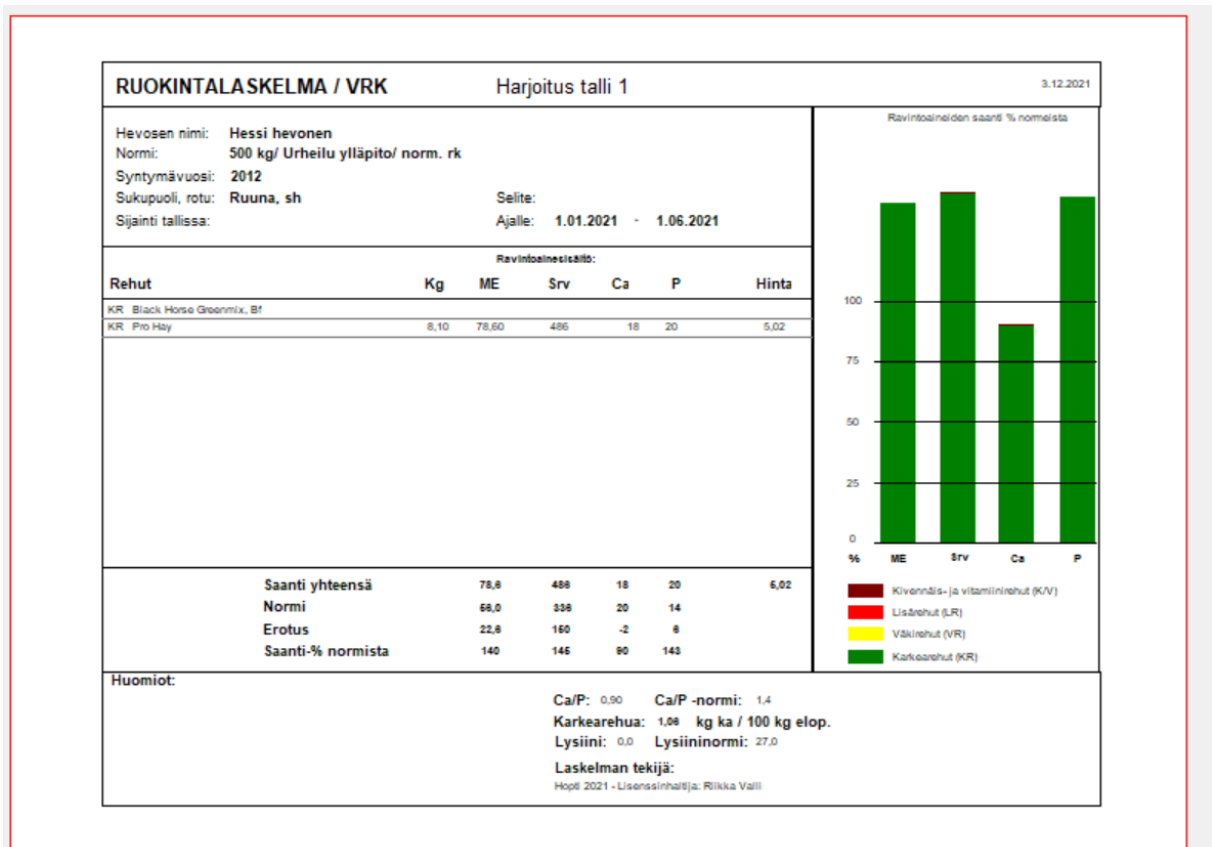 RUOKINTALASKELMA / VRK Harjoitus talli 1 3.12.2021
Hevosen nimi: Hessi hevonen
Normi: 500 kg/ Urheilu ylläpito/ norm. rk
Syntymävuosi: 2012
Sukupuoli, rotu: Ruuna, sh Selite:
Sijainti tallissa: Ajalle: 1.01.2021 - 1.06.2021
Ravintoainesisältö:
Rehut Kg ME Srv Ca P Hinta
KR Black Horse Greenmix, Bf
KR Pro Hay 8,10 78,60 486 18 20 5,02
Saanti yhteensä 78,6 486 18 20 5,02
Normi 56,0 336 20 14
Erotus 22,6 150 -2 6
Saanti-% normista 140 145 90 143
Ravintoaineiden saanti % normeista
100
75
50
25
0
% ME Srv Ca P
Kivennäis- ja vitamiinirehut (K/V)
Lisärehut (LR)
Väkirehut (VR)
Karkearehut (KR)
Huomiot:
Ca/P: 0,90 Ca/P -normi: 1,4
Karkearehua: 1,06 kg ka / 100 kg elop.
Lysiini: 0,0 Lysiininormi: 27,0
Laskelman tekijä:
Hopti 2021 - Lisenssinhaltija: Riikka Valli